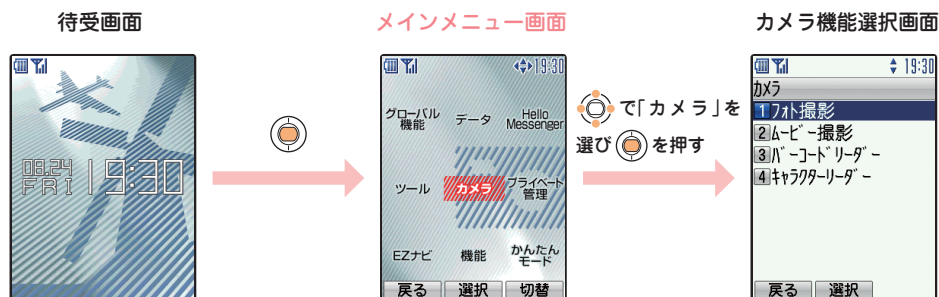 待受画面
メインメニュー画面
カメラ機能選択画面
19:30
19:30
グローバル
機能
データ
Hello
Messenger
で「カメラ」を
選び
を押す
カメラ
1フォト撮影
2ムービー撮影
3バーコードリーダー
4キャラクターリーダー
08.24
FRI
19:30
ツール
カメラ
プライベート
管理
EZナビ
機能
かんたん
モード
戻る
選択
切替
戻る
選択